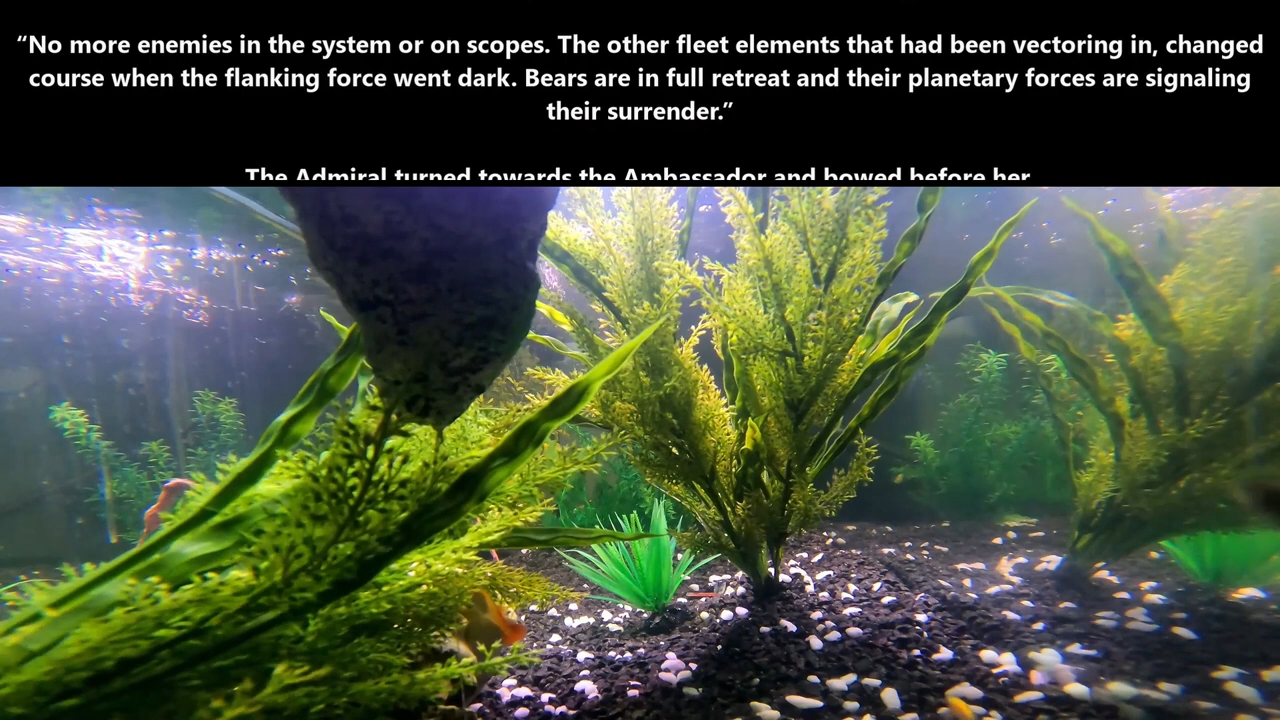 “No more enemies in the system or on scopes. The other fleet elements that had been vectoring in, changed
course when the flanking force went dark. Bears are in full retreat and their planetary forces are signaling
their surrender.”
The Admiral turned towards the Ambassador and bowed before her